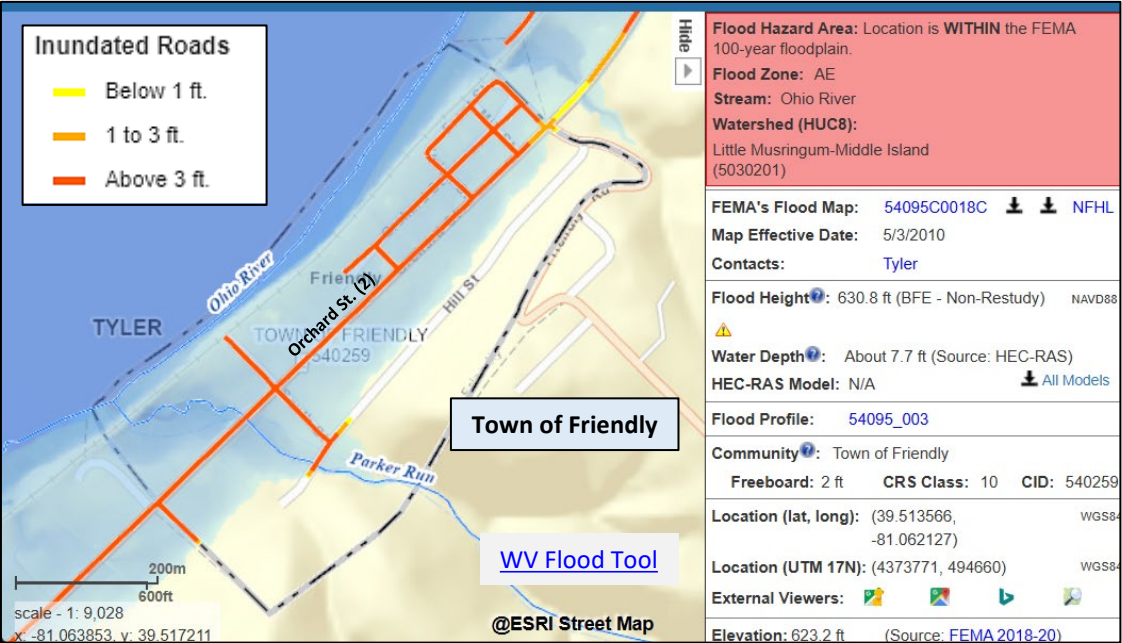 Inundated Roads
Below 1 ft.
1 to 3 ft.
Above 3 ft.
Hide
Ohio River
TYLER
Friendly
Orchard St. (2)
TOWN OF FRIENDLY
540259
Hill St
Town of Friendly
Parker Run
WV Flood Tool
200m
600ft
scale - 1: 9,028
x: -81.063853, y: 39.517211
@ESRI Street Map
Flood Hazard Area: Location is WITHIN the FEMA
100-year floodplain.
Flood Zone: AE
Stream: Ohio River
Watershed (HUC8):
Little Musringum-Middle Island
(5030201)
FEMA's Flood Map: 54095C0018C NFHL
Map Effective Date: 5/3/2010
Contacts: Tyler
Flood Height?: 630.8 ft (BFE - Non-Restudy) NAVD88
Water Depth?: About 7.7 ft (Source: HEC-RAS)
HEC-RAS Model: N/A All Models
Flood Profile: 54095_003
Community?: Town of Friendly
Freeboard: 2 ft CRS Class: 10 CID: 540259
Location (lat, long): (39.513566, WGS84
-81.062127)
Location (UTM 17N): (4373771, 494660) WGS84
External Viewers:
Elevation: 623.2 ft (Source: FEMA 2018-20)